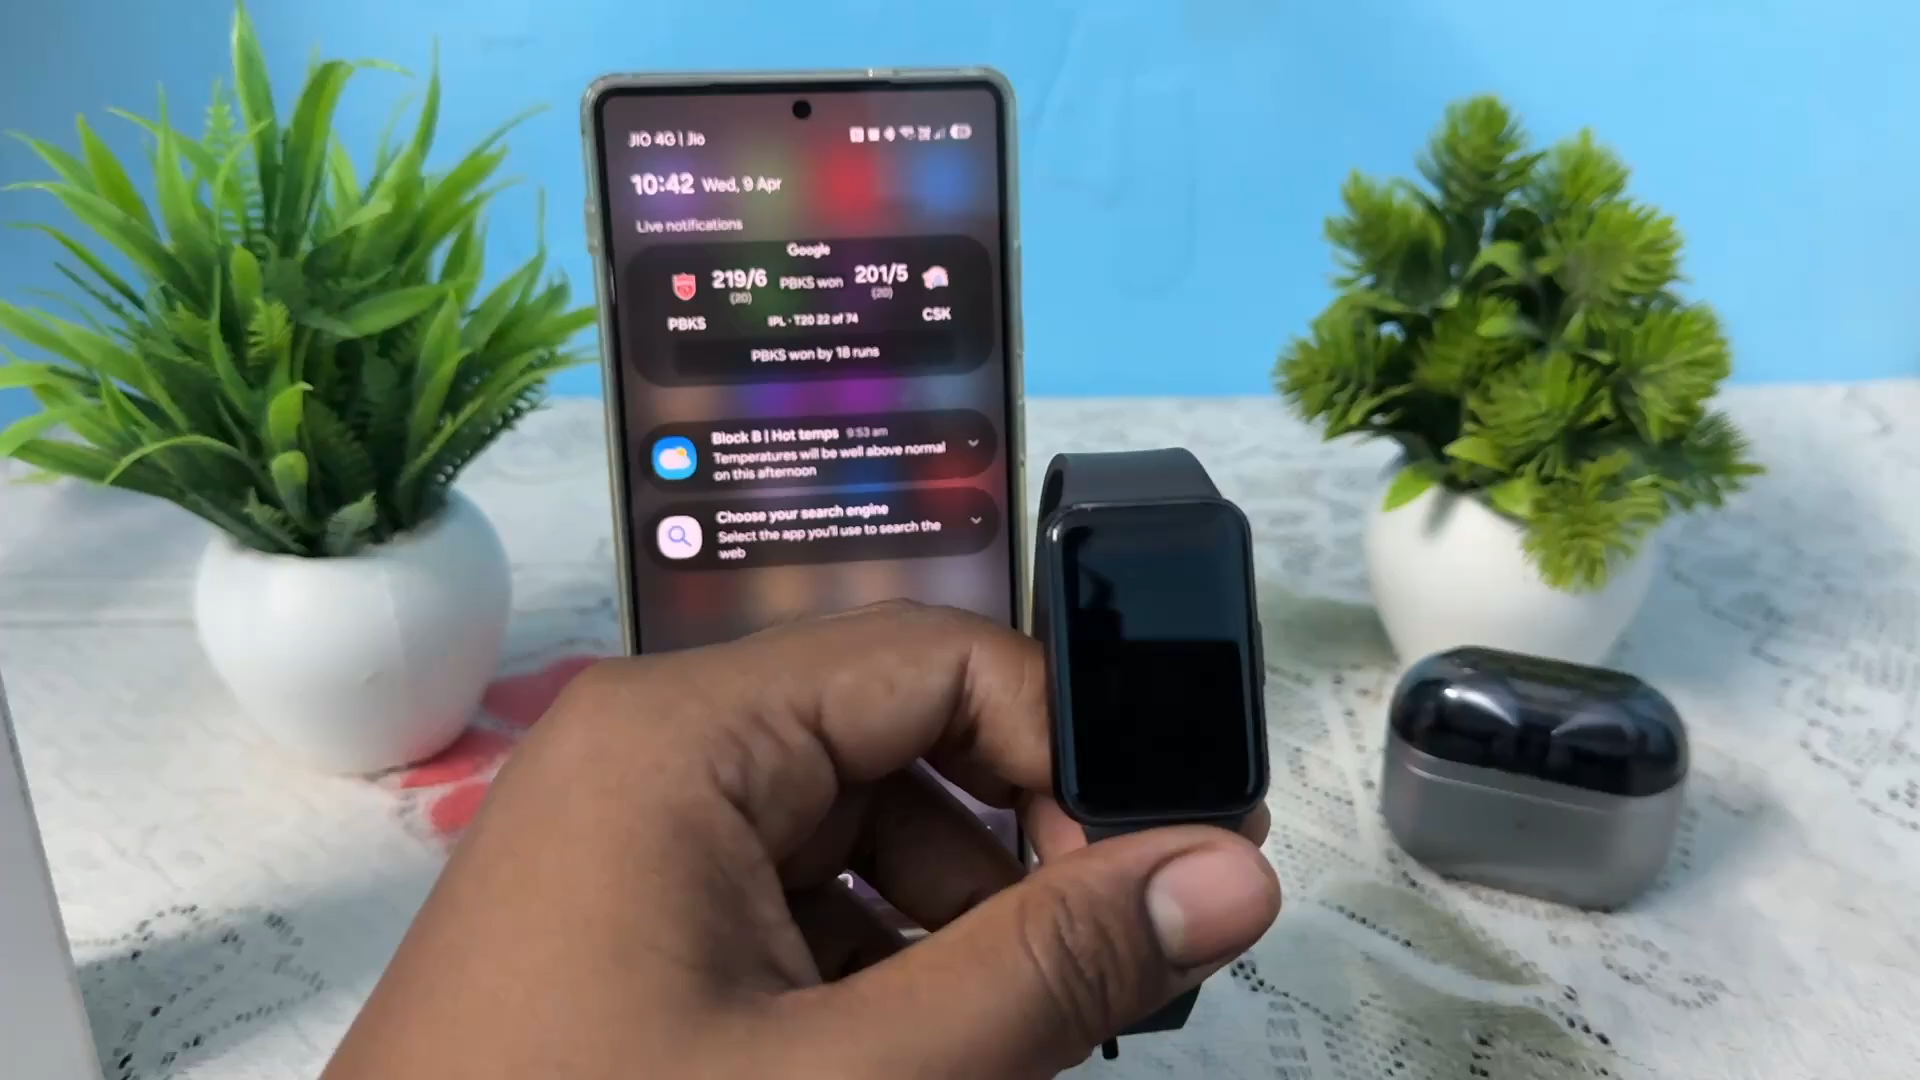 JIO 4G | Jio
10:42 Wed, 9 Apr
Live notifications
Google
219/6 PBKS won 201/5
(20) (20)
PBKS IPL · T20 22 of 74 CSK
PBKS won by 18 runs
Block B | Hot temps 9:53 am
Temperatures will be well above normal
on this afternoon
Choose your search engine
Select the app you'll use to search the
web